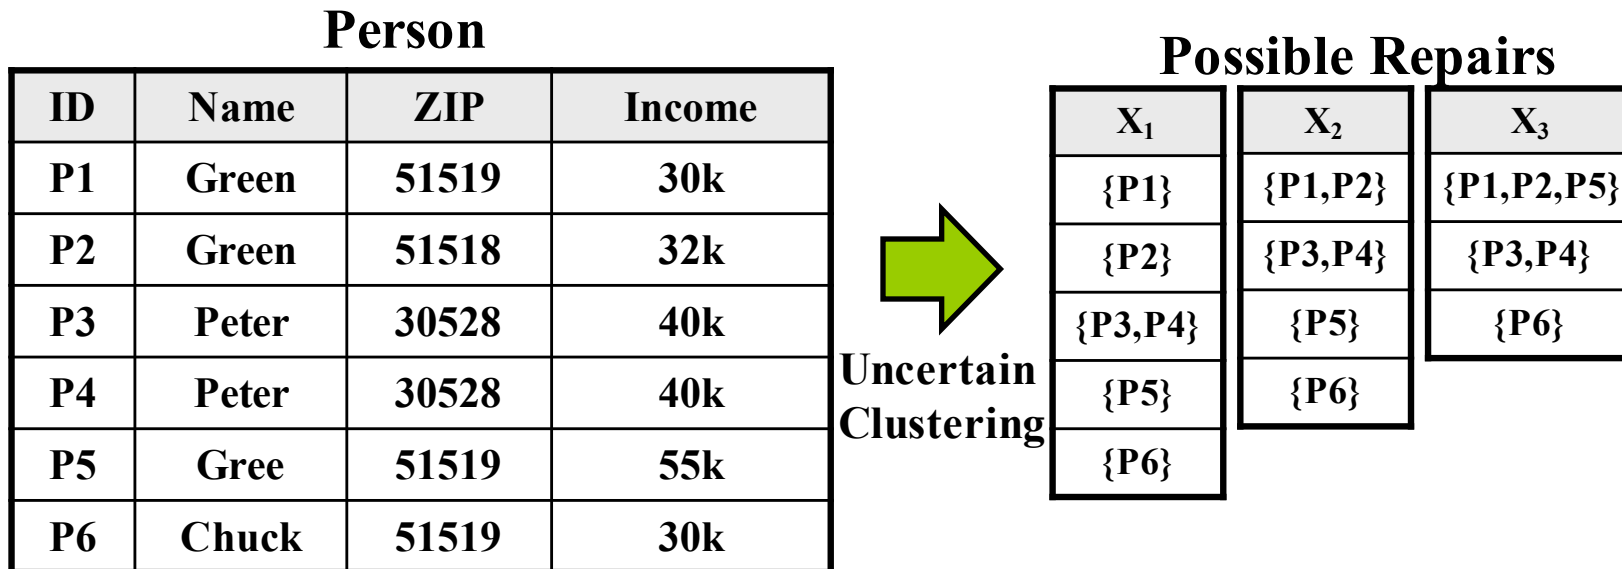 Person
ID Name ZIP Income
P1 Green 51519 30k
P2 Green 51518 32k
P3 Peter 30528 40k
P4 Peter 30528 40k
P5 Gree 51519 55k
P6 Chuck 51519 30k
Uncertain
Clustering
Possible Repairs
X₁
{P1}
{P2}
{P3,P4}
{P5}
{P6}
X₂
{P1,P2}
{P3,P4}
{P5}
{P6}
X₃
{P1,P2,P5}
{P3,P4}
{P6}